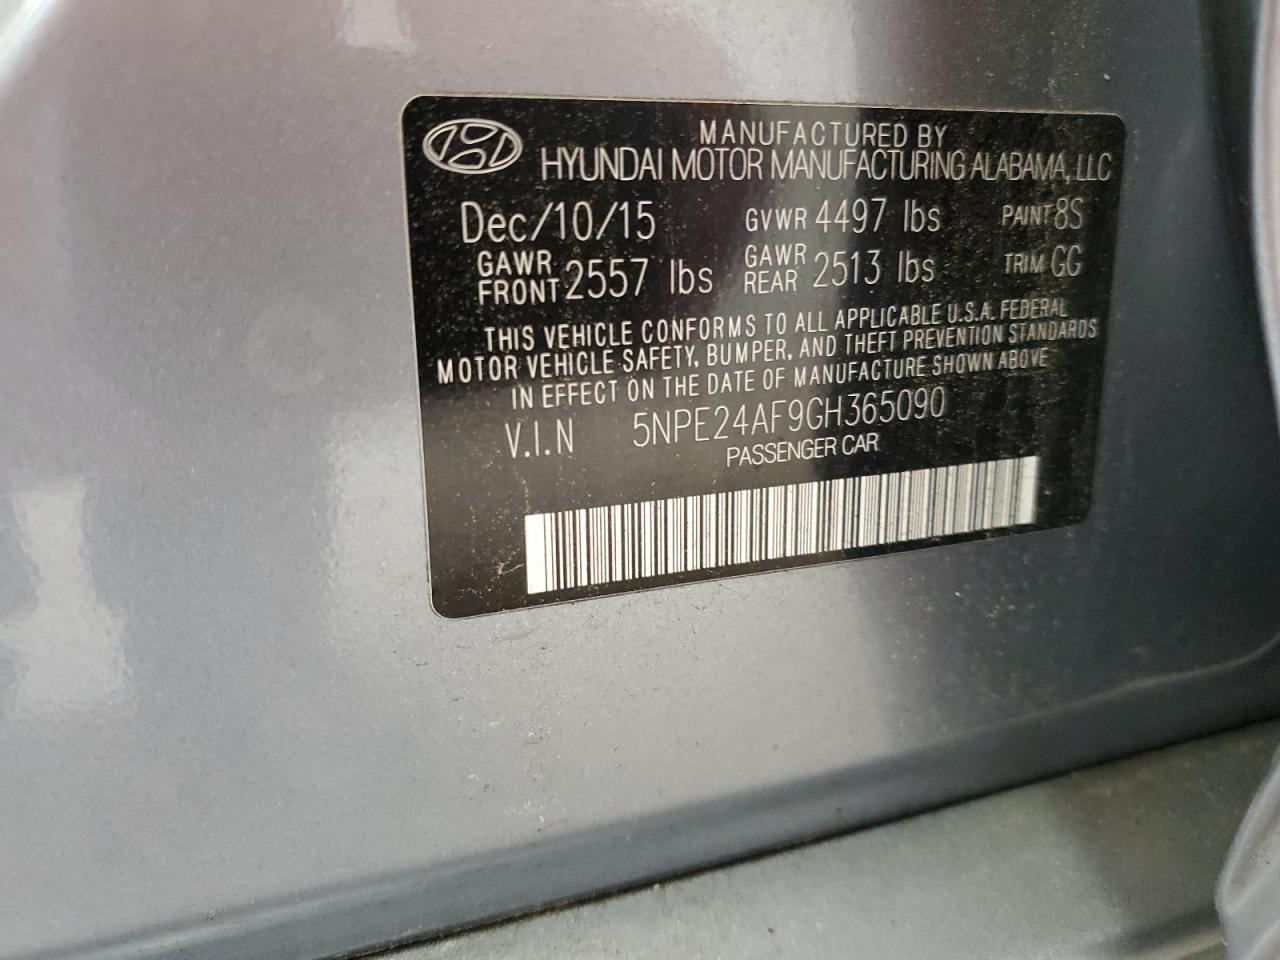 MANUFACTURED BY
HYUNDAI MOTOR MANUFACTURING ALABAMA, LLC
Dec/10/15 GVWR 4497 lbs PAINT 8S
GAWR FRONT 2557 lbs GAWR REAR 2513 lbs TRIM GG
THIS VEHICLE CONFORMS TO ALL APPLICABLE U.S.A. FEDERAL
MOTOR VEHICLE SAFETY, BUMPER, AND THEFT PREVENTION STANDARDS
IN EFFECT ON THE DATE OF MANUFACTURE SHOWN ABOVE
V.I.N 5NPE24AF9GH365090
PASSENGER CAR